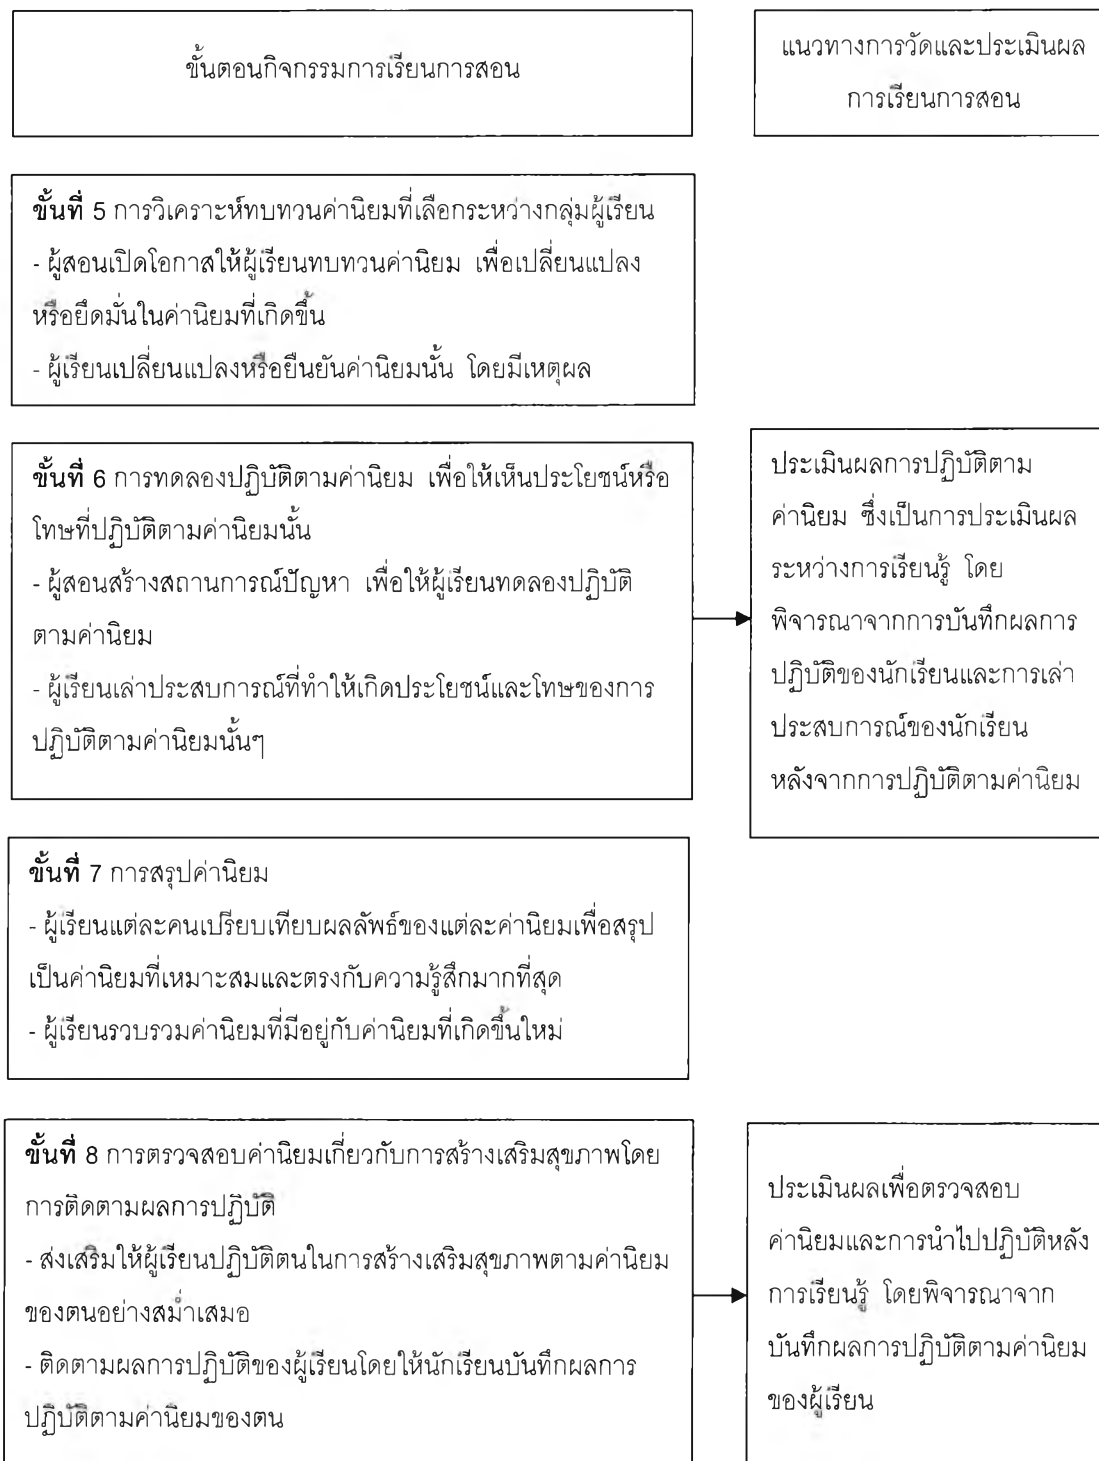 ขั้นตอนกิจกรรมการเรียนการสอน
แนวทางการวัดและประเมินผล
การเรียนการสอน
ขั้นที่ 5 การวิเคราะห์ทบทวนค่านิยมที่เลือกระหว่างกลุ่มผู้เรียน
- ผู้สอนเปิดโอกาสให้ผู้เรียนทบทวนค่านิยม เพื่อเปลี่ยนแปลง
หรือยึดมั่นในค่านิยมที่เกิดขึ้น
- ผู้เรียนเปลี่ยนแปลงหรือยืนยันค่านิยมนั้น โดยมีเหตุผล
ขั้นที่ 6 การทดลองปฏิบัติตามค่านิยม เพื่อให้เห็นประโยชน์หรือ
โทษที่ปฏิบัติตามค่านิยมนั้น
- ผู้สอนสร้างสถานการณ์ปัญหา เพื่อให้ผู้เรียนทดลองปฏิบัติ
ตามค่านิยม
- ผู้เรียนเล่าประสบการณ์ที่ทำให้เกิดประโยชน์และโทษของการ
ปฏิบัติตามค่านิยมนั้นๆ
ประเมินผลการปฏิบัติตาม
ค่านิยม ซึ่งเป็นการประเมินผล
ระหว่างการเรียนรู้ โดย
พิจารณาจากการบันทึกผลการ
ปฏิบัติของนักเรียนและการเล่า
ประสบการณ์ของนักเรียน
หลังจากการปฏิบัติตามค่านิยม
ขั้นที่ 7 การสรุปค่านิยม
- ผู้เรียนแต่ละคนเปรียบเทียบผลลัพธ์ของแต่ละค่านิยมเพื่อสรุป
เป็นค่านิยมที่เหมาะสมและตรงกับความรู้สึกมากที่สุด
- ผู้เรียนรวบรวมค่านิยมที่มีอยู่กับค่านิยมที่เกิดขึ้นใหม่
ขั้นที่ 8 การตรวจสอบค่านิยมเกี่ยวกับการสร้างเสริมสุขภาพโดย
การติดตามผลการปฏิบัติ
- ส่งเสริมให้ผู้เรียนปฏิบัติตนในการสร้างเสริมสุขภาพตามค่านิยม
ของตนอย่างสม่ำเสมอ
- ติดตามผลการปฏิบัติของผู้เรียนโดยให้นักเรียนบันทึกผลการ
ปฏิบัติตามค่านิยมของตน
ประเมินผลเพื่อตรวจสอบ
ค่านิยมและการนำไปปฏิบัติหลัง
การเรียนรู้ โดยพิจารณาจาก
บันทึกผลการปฏิบัติตามค่านิยม
ของผู้เรียน